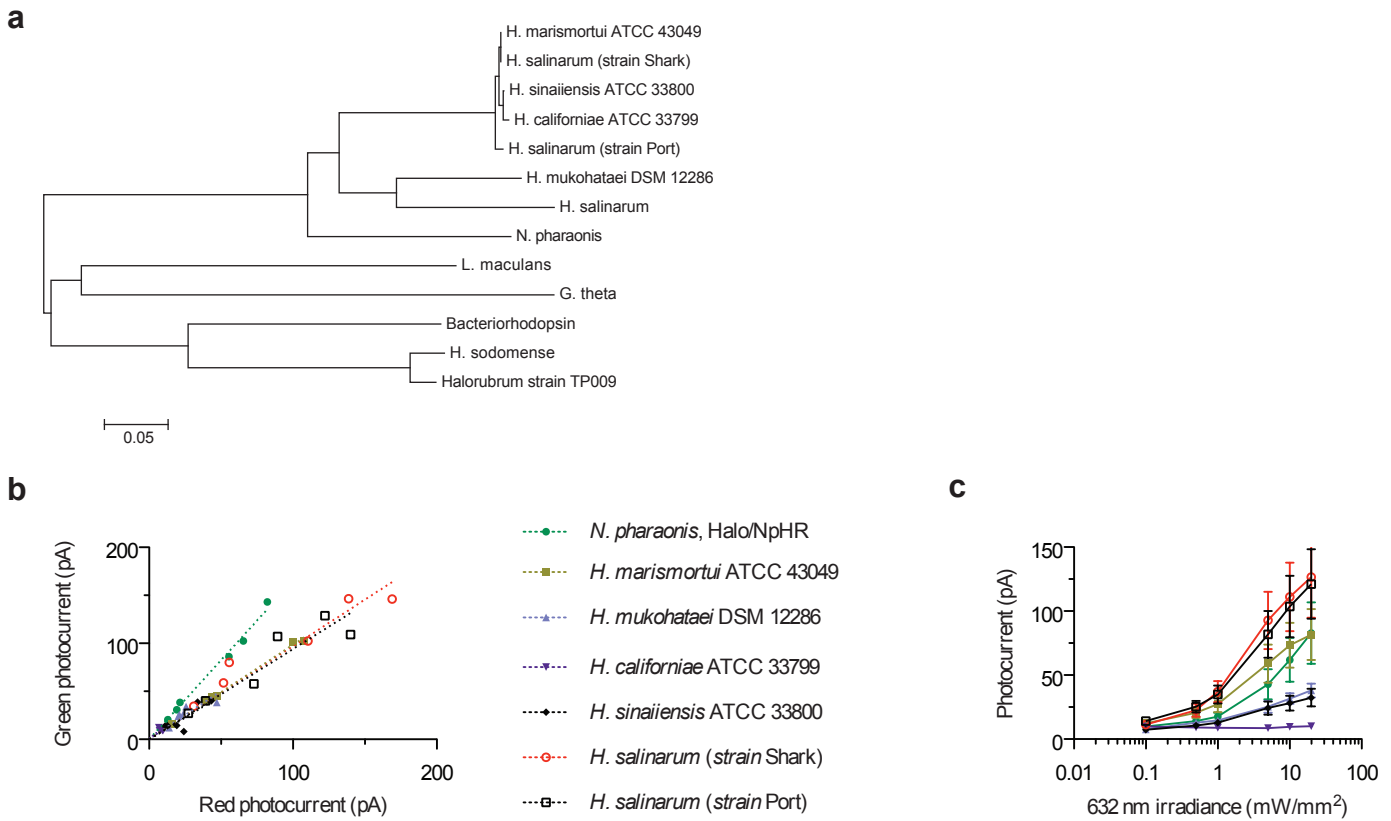 a
H. marismortui ATCC 43049
H. salinarum (strain Shark)
H. sinaiiensis ATCC 33800
H. californiae ATCC 33799
H. salinarum (strain Port)
H. mukohataei DSM 12286
H. salinarum
N. pharaonis
L. maculans
G. theta
Bacteriorhodopsin
H. sodomense
Halorubrum strain TP009
0.05
b
Green photocurrent (pA)
200
100
0
0
100
200
Red photocurrent (pA)
N. pharaonis, Halo/NpHR
H. marismortui ATCC 43049
H. mukohataei DSM 12286
H. californiae ATCC 33799
H. sinaiiensis ATCC 33800
H. salinarum (strain Shark)
H. salinarum (strain Port)
c
Photocurrent (pA)
150
100
50
0
0.01
0.1
1
10
100
632 nm irradiance (mW/mm²)